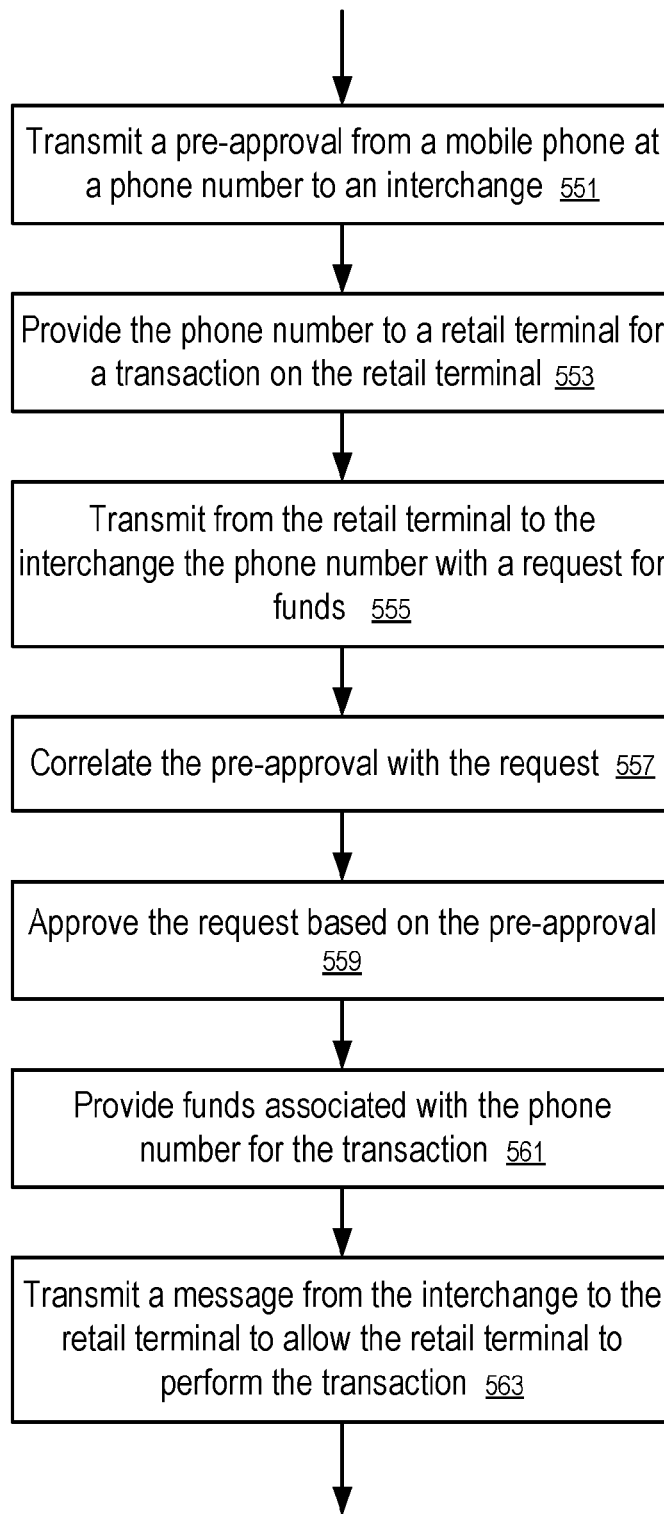 Transmit a pre-approval from a mobile phone at
a phone number to an interchange 551
Provide the phone number to a retail terminal for
a transaction on the retail terminal 553
Transmit from the retail terminal to the
interchange the phone number with a request for
funds 555
Correlate the pre-approval with the request 557
Approve the request based on the pre-approval
559
Provide funds associated with the phone
number for the transaction 561
Transmit a message from the interchange to the
retail terminal to allow the retail terminal to
perform the transaction 563